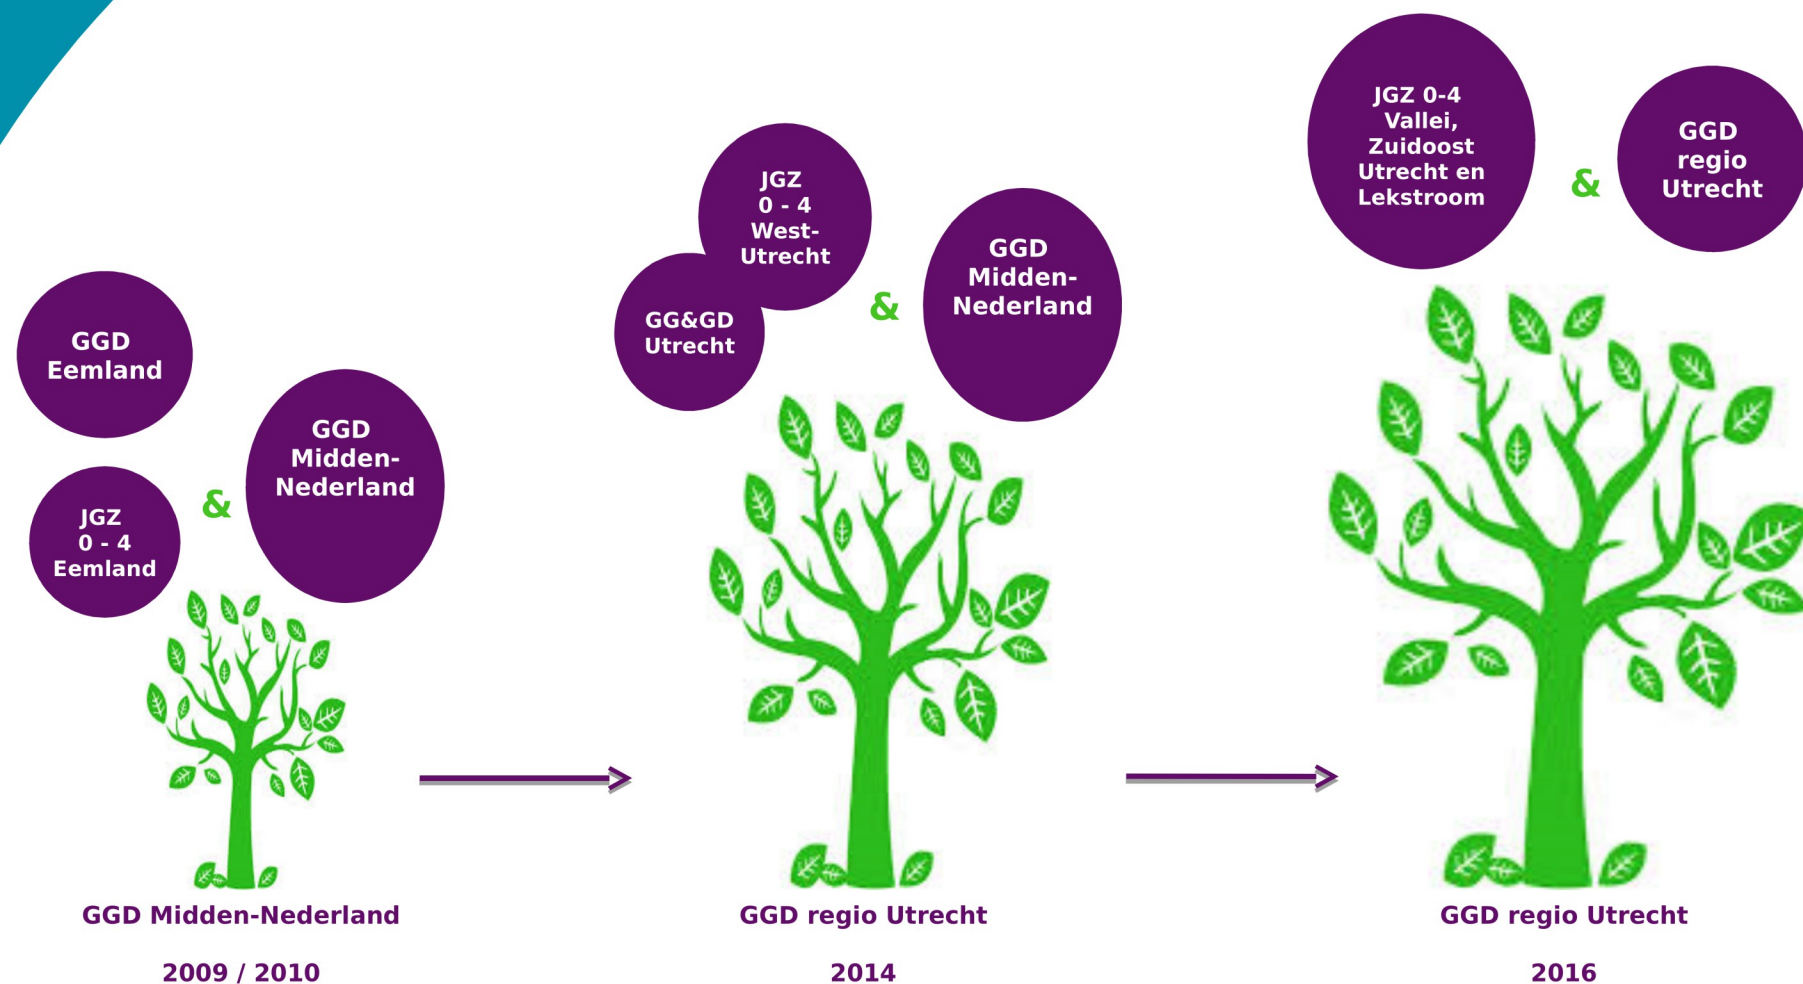 GGD
Eemland
JGZ
0 - 4
Eemland
&
GGD
Midden-
Nederland
GGD Midden-Nederland
2009 / 2010
JGZ
0 - 4
West-
Utrecht
GG&GD
Utrecht
&
GGD
Midden-
Nederland
GGD regio Utrecht
2014
JGZ 0-4
Vallei,
Zuidoost
Utrecht en
Lekstroom
&
GGD
regio
Utrecht
GGD regio Utrecht
2016